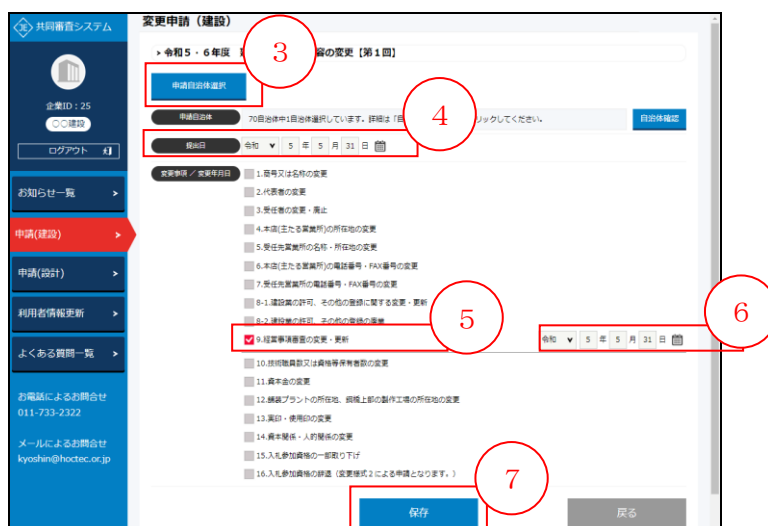 JE 共同審査システム
企業ID：25
〇〇建設
ログアウト
お知らせ一覧 >
申請(建設) >
申請(設計) >
利用者情報更新 >
よくある質問一覧 >
お電話によるお問合せ
011-733-2322
メールによるお問合せ
kyoshin@hoctec.or.jp
変更申請（建設）
> 令和5・6年度
容の変更【第1回】
③
申請自治体選択
申請自治体
70自治体中1自治体選択しています。詳細は「自
リックしてください。
自治体確認
④
提出日
令和 5 年 5 月 31 日
変更事項 / 変更年月日
1.商号又は名称の変更
2.代表者の変更
3.受任者の変更・廃止
4.本店(主たる営業所)の所在地の変更
5.受任先営業所の名称・所在地の変更
6.本店(主たる営業所)の電話番号・FAX番号の変更
7.受任先営業所の電話番号・FAX番号の変更
8-1.建設業の許可、その他の登録に関する変更・更新
8-2.建設業の許可、その他の登録の廃業
⑤
9.経営事項審査の変更・更新
令和 5 年 5 月 31 日
⑥
10.技術職員数又は資格等保有者数の変更
11.資本金の変更
12.舗装プラントの所在地、鋼橋上部の製作工場の所在地の変更
13.実印・使用印の変更
14.資本関係・人的関係の変更
15.入札参加資格の一部取り下げ
16.入札参加資格の辞退（変更様式2による申請となります。）
⑦
保存
戻る